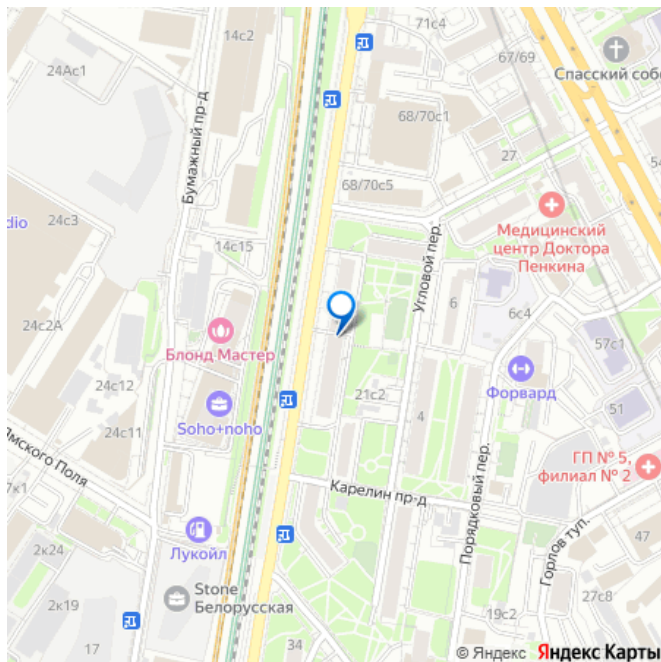 71с4
14с2
67/69
Спасский собо
24Ас1
Бумажный пр-д
68/70с1
54
27
68/70с5
24с3
dio
14с15
Медицинский
центр Доктора
Пенкина
Угловой пер.
6
6с4
24с2А
57с1
Блонд Мастер
24с12
Форвард
21с2
51
Soho+noho
4
24с11
Ямского Поля
ГП № 5,
филиал № 2
7к1
Карелин пр-д
Порядковый пер.
Лукойл
Горлов туп.
47
2к24
Stone
Белорусская
27с8
2к19
19с2
17
34
© Яндекс Яндекс Карты